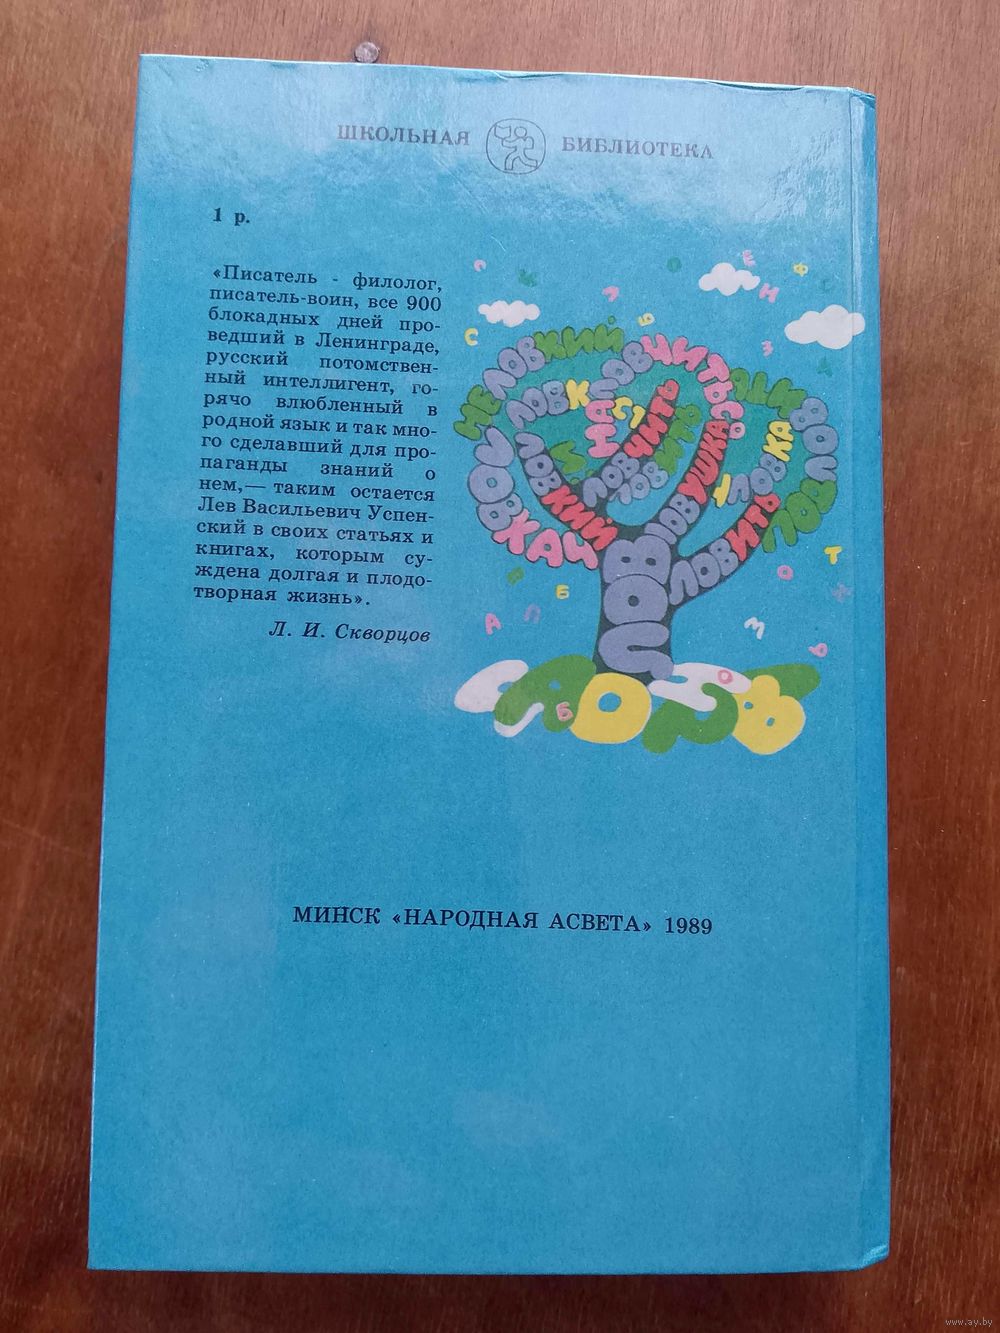 ШКОЛЬНАЯ БИБЛИОТЕКА
1 р.
«Писатель - филолог,
писатель-воин, все 900
блокадных дней про-
ведший в Ленинграде,
русский потомствен-
ный интеллигент, го-
рячо влюбленный в
родной язык и так мно-
го сделавший для про-
паганды знаний о
нем,— таким остается
Лев Васильевич Успен-
ский в своих статьях и
книгах, которым су-
ждена долгая и плодо-
творная жизнь».
Л. И. Скворцов
НЕЛОВКИЙ
ЛОВКАЧ
ЛОВКИЙ
ЛОВЧИТЬ
ЛОВУШКА
ЛОВИТЬ
ЛОВ
МИНСК «НАРОДНАЯ АСВЕТА» 1989
www.ay.by